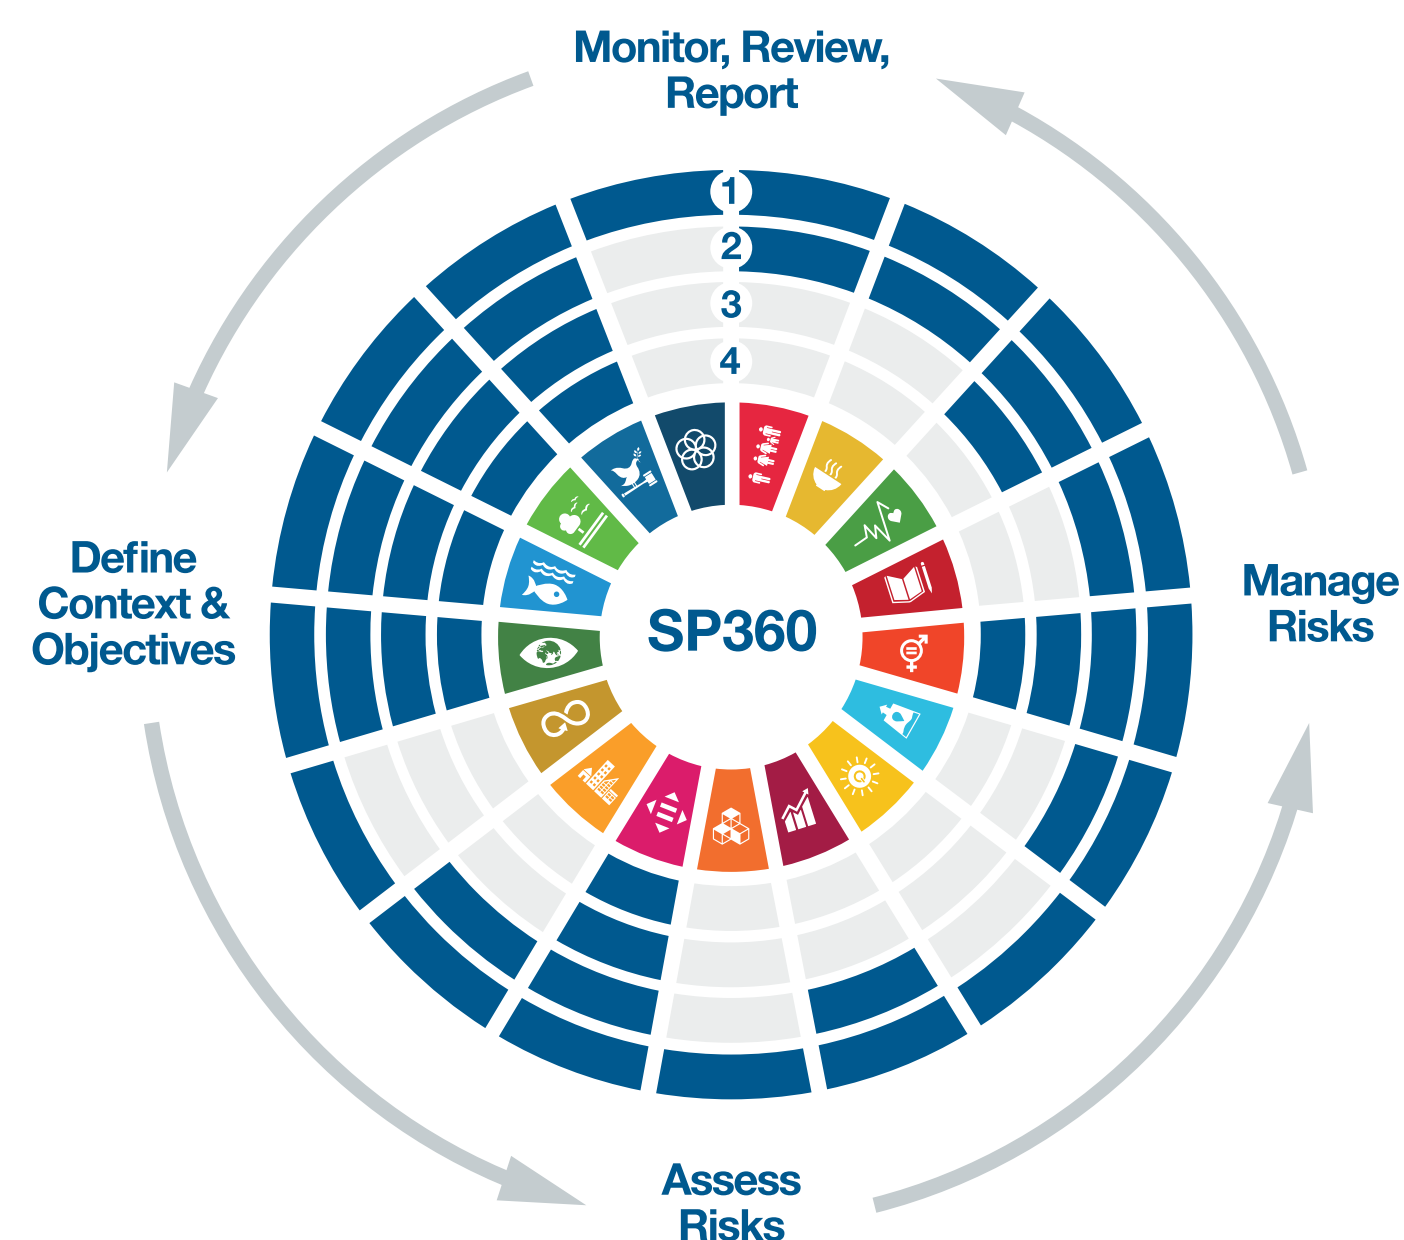 Monitor, Review,
Report
1
2
3
4
Define
Context &
Objectives
SP360
Manage
Risks
Assess
Risks